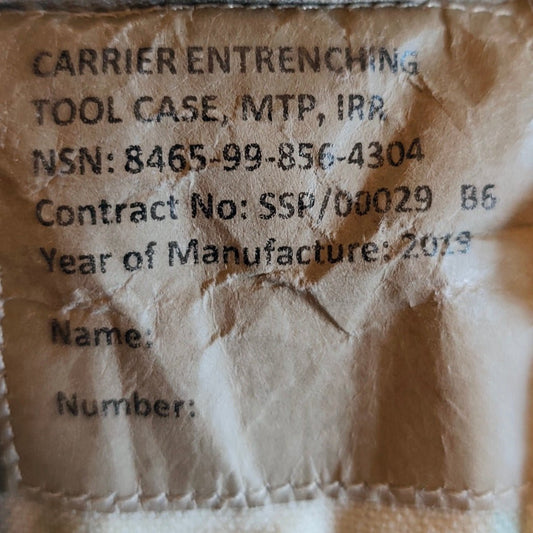 CARRIER ENTRENCHING
TOOL CASE, MTP, IRR
NSN: 8465-99-856-4304
Contract No: SSP/00029 B6
Year of Manufacture: 2019
Name:
Number: